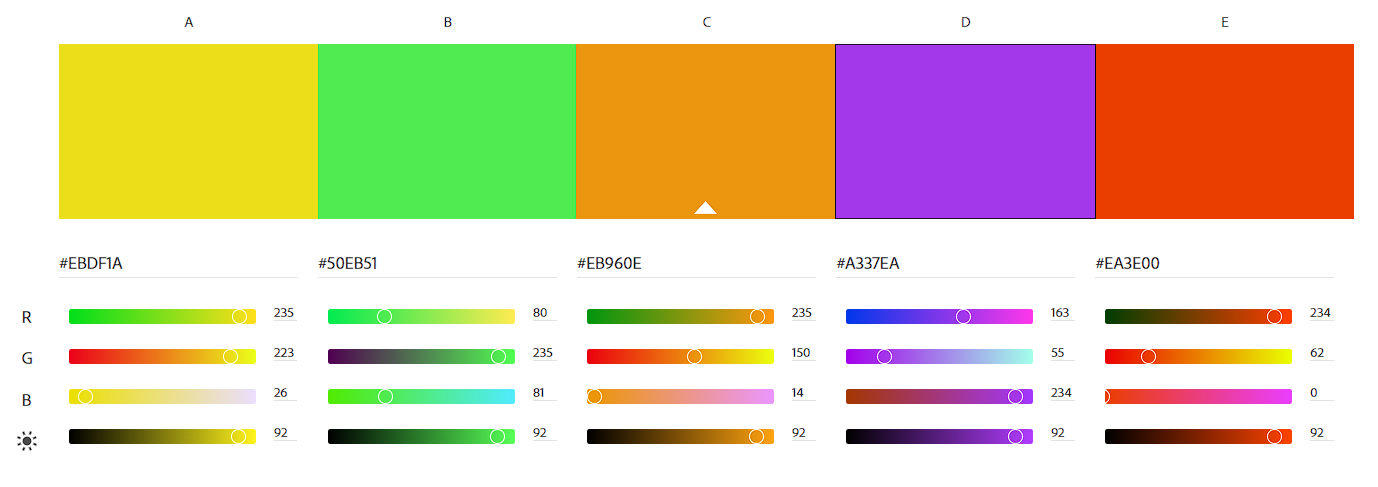 A B C D E
#EBDF1A #50EB51 #EB960E #A337EA #EA3E00
R 235 80 235 163 234
G 223 235 150 55 62
B 26 81 14 234 0
92 92 92 92 92